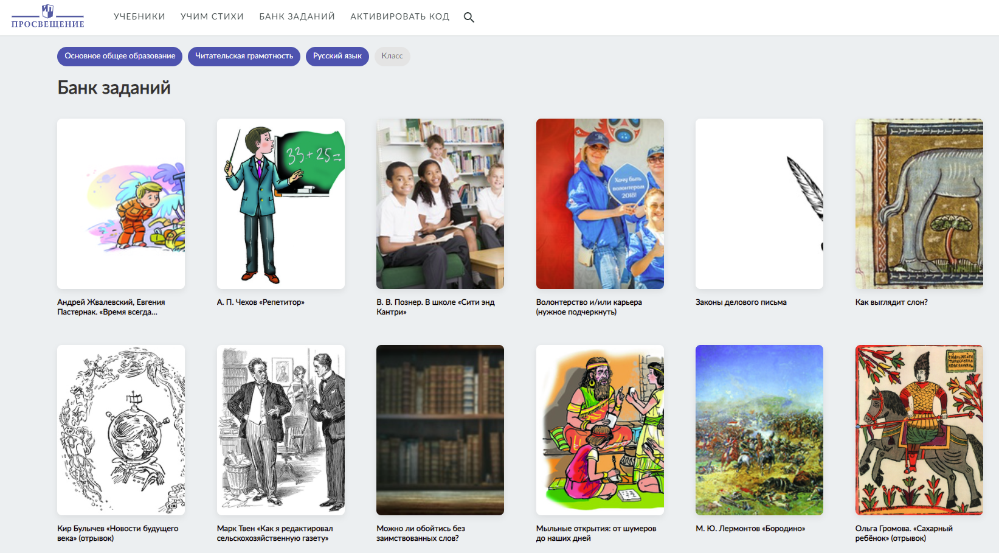 ПРОСВЕЩЕНИЕ
УЧЕБНИКИ УЧИМ СТИХИ БАНК ЗАДАНИЙ АКТИВИРОВАТЬ КОД
Основное общее образование Читательская грамотность Русский язык Класс
Банк заданий
33 + 25 =
Хочу быть
волонтером
2018!
Андрей Жвалевский, Евгения
Пастернак. «Время всегда...
А. П. Чехов «Репетитор»
В. В. Познер. В школе «Сити энд
Кантри»
Волонтерство и/или карьера
(нужное подчеркнуть)
Законы делового письма
Как выглядит слон?
Кир Булычев «Новости будущего
века» (отрывок)
Марк Твен «Как я редактировал
сельскохозяйственную газету»
Можно ли обойтись без
заимствованных слов?
Мыльные открытия: от шумеров
до наших дней
М. Ю. Лермонтов «Бородино»
Ольга Громова. «Сахарный
ребёнок» (отрывок)